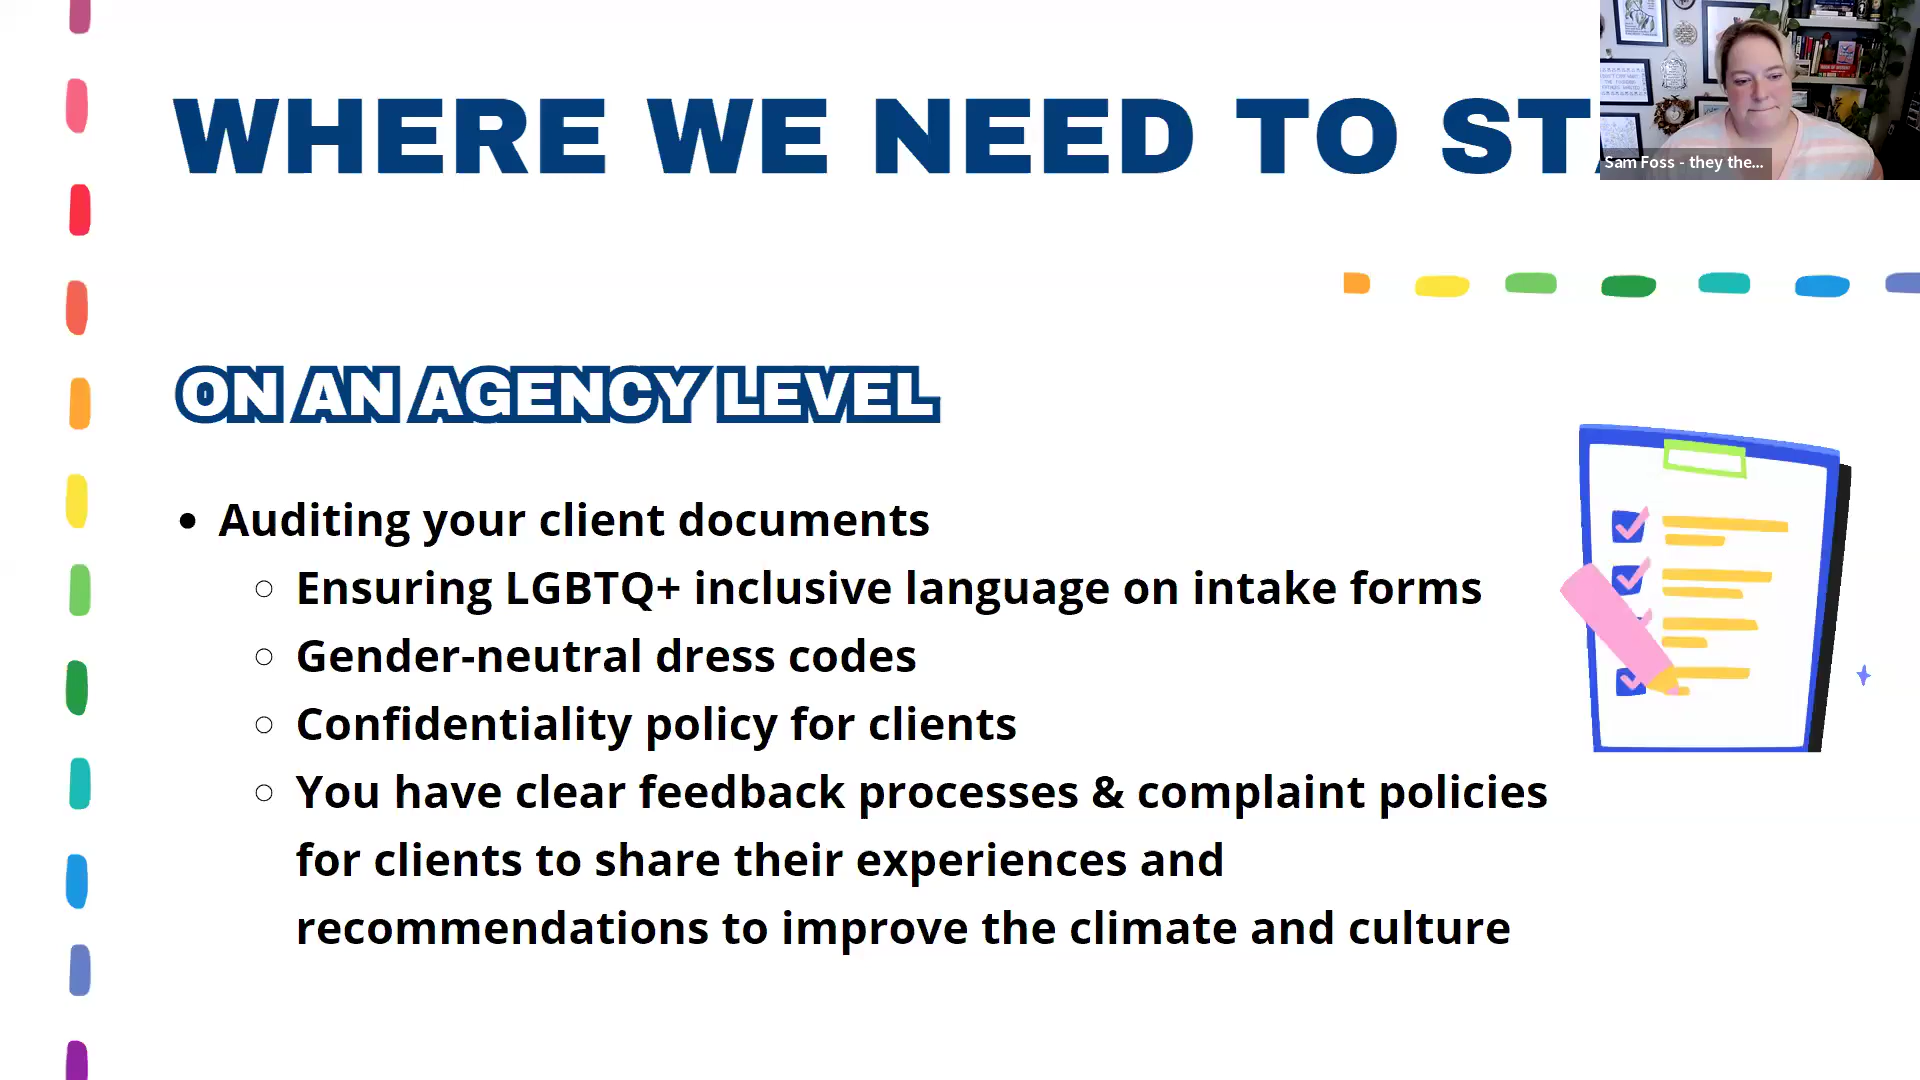 WHERE WE NEED TO ST
Sam Foss - they the...
ON AN AGENCY LEVEL
• Auditing your client documents
○ Ensuring LGBTQ+ inclusive language on intake forms
○ Gender-neutral dress codes
○ Confidentiality policy for clients
○ You have clear feedback processes & complaint policies
for clients to share their experiences and
recommendations to improve the climate and culture